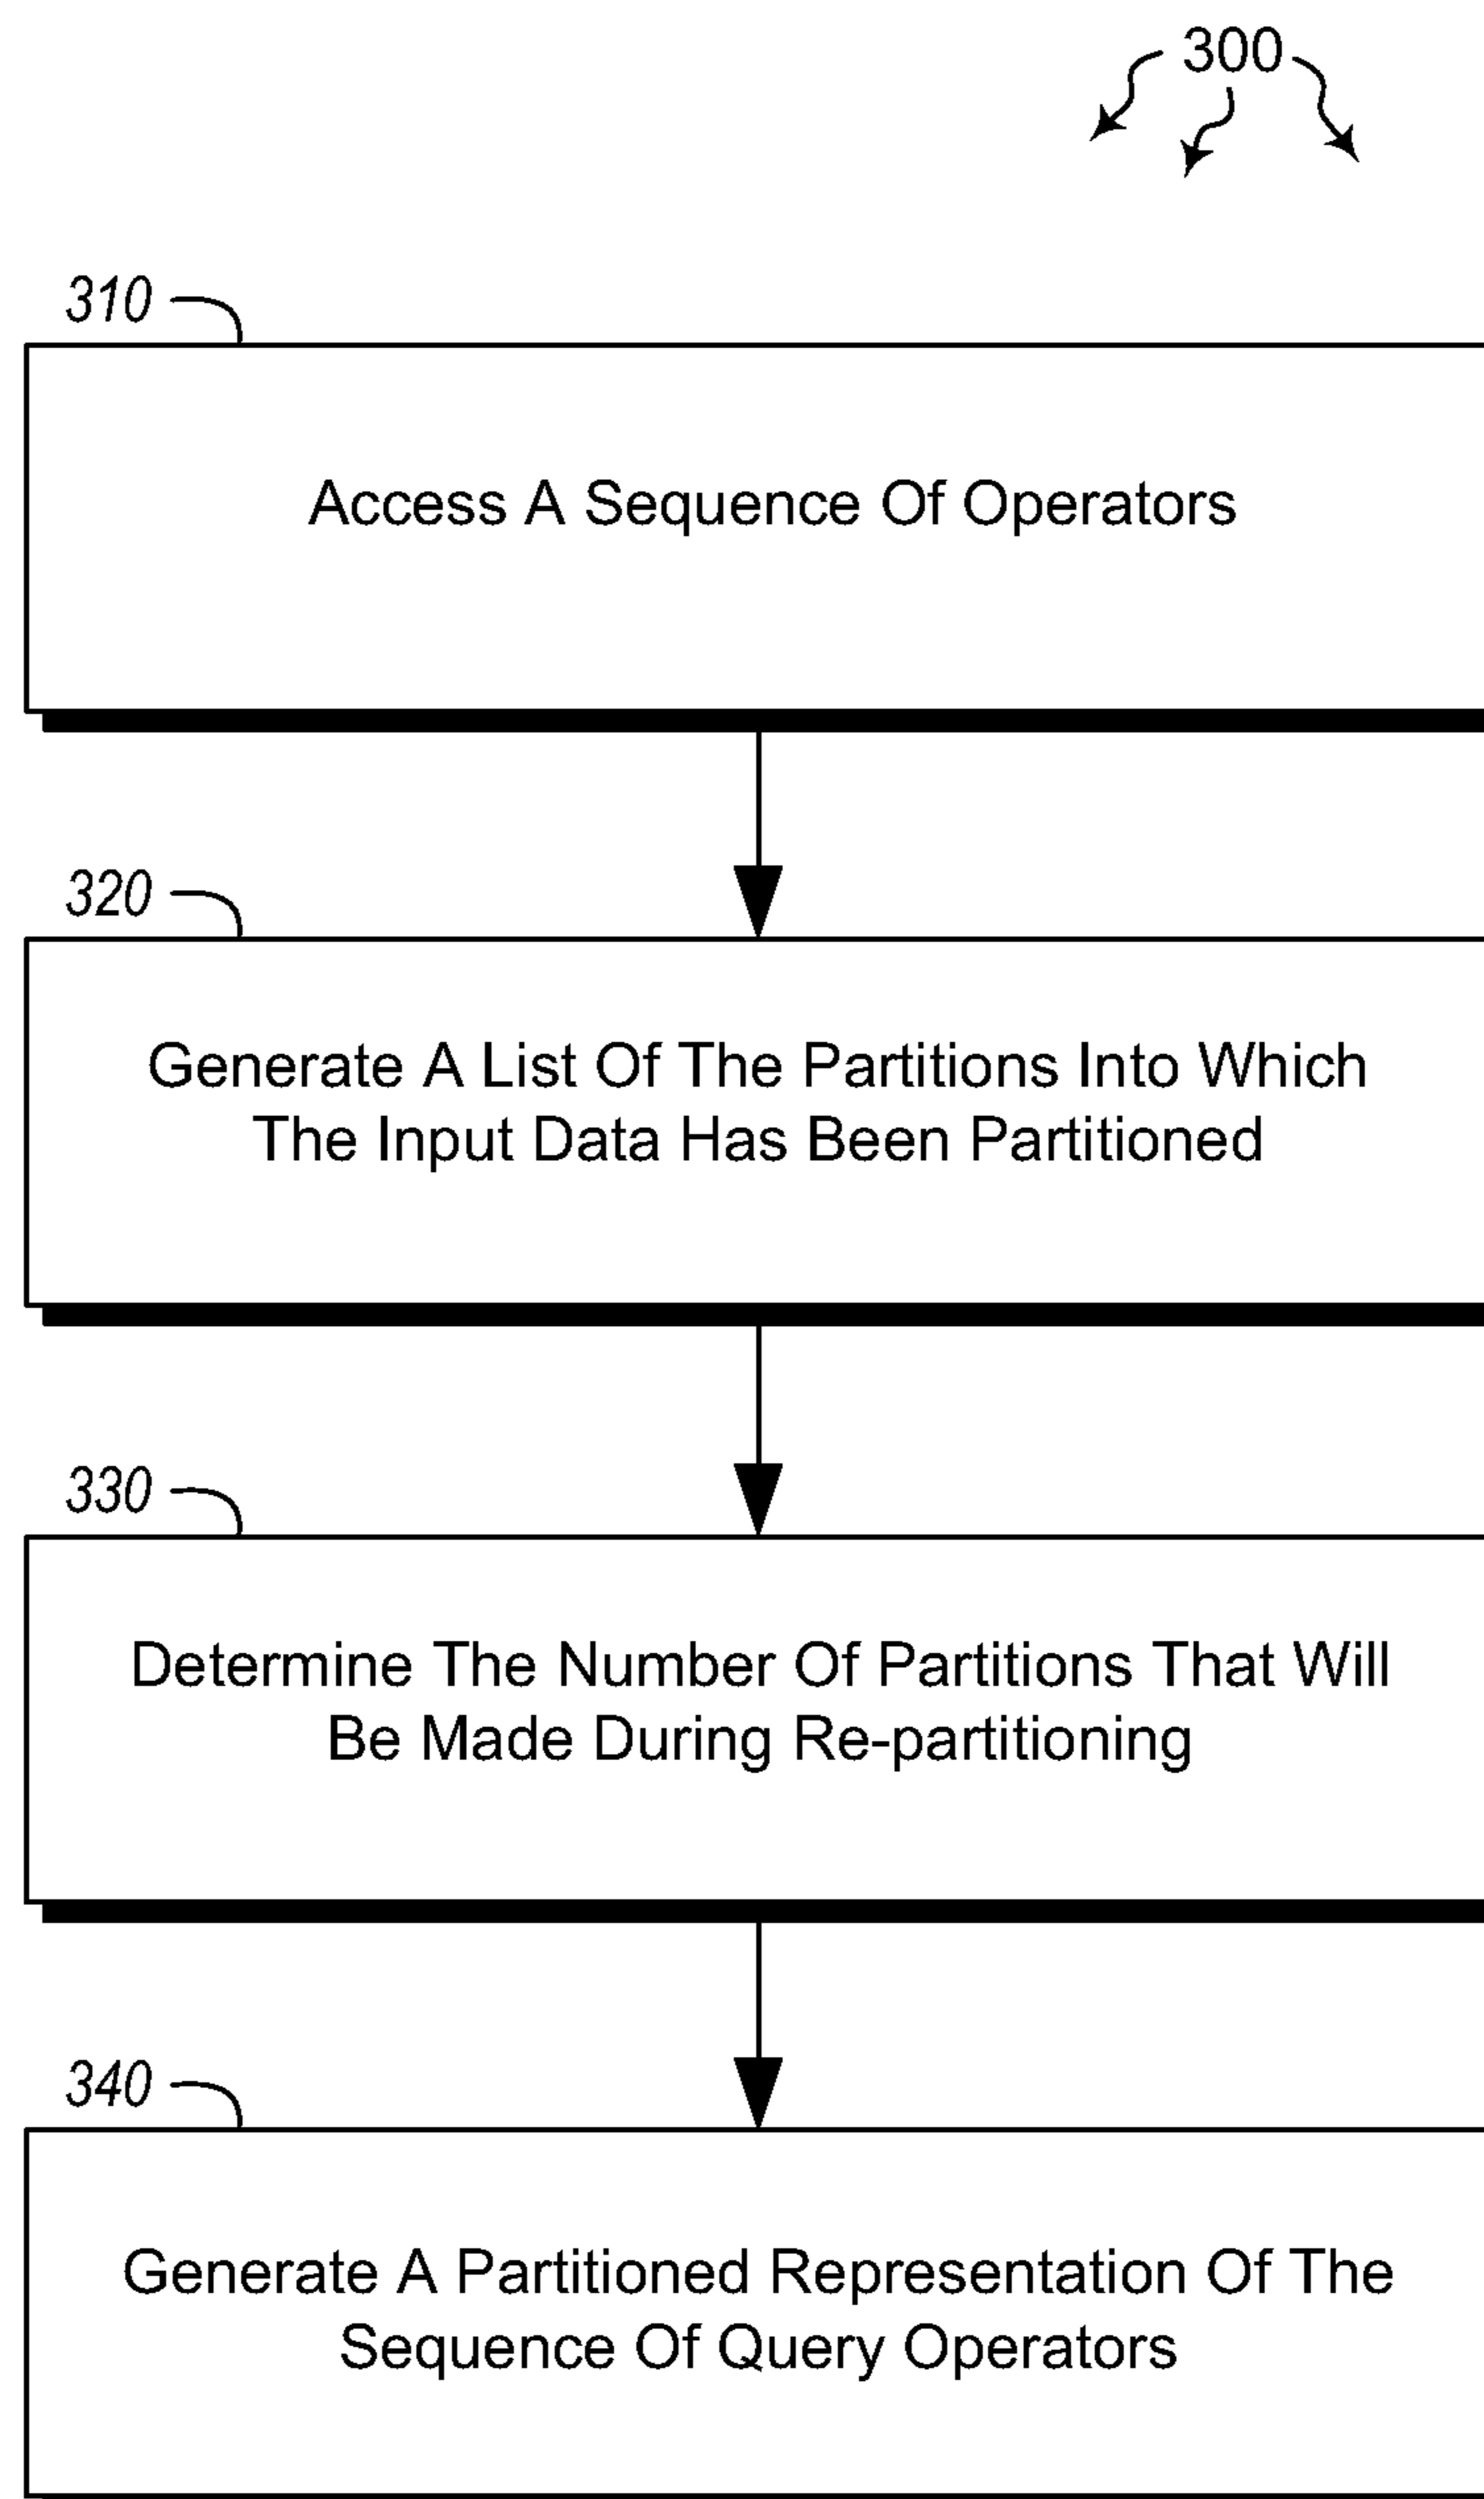 300
310
Access A Sequence Of Operators
320
Generate A List Of The Partitions Into Which
The Input Data Has Been Partitioned
330
Determine The Number Of Partitions That Will
Be Made During Re-partitioning
340
Generate A Partitioned Representation Of The
Sequence Of Query Operators